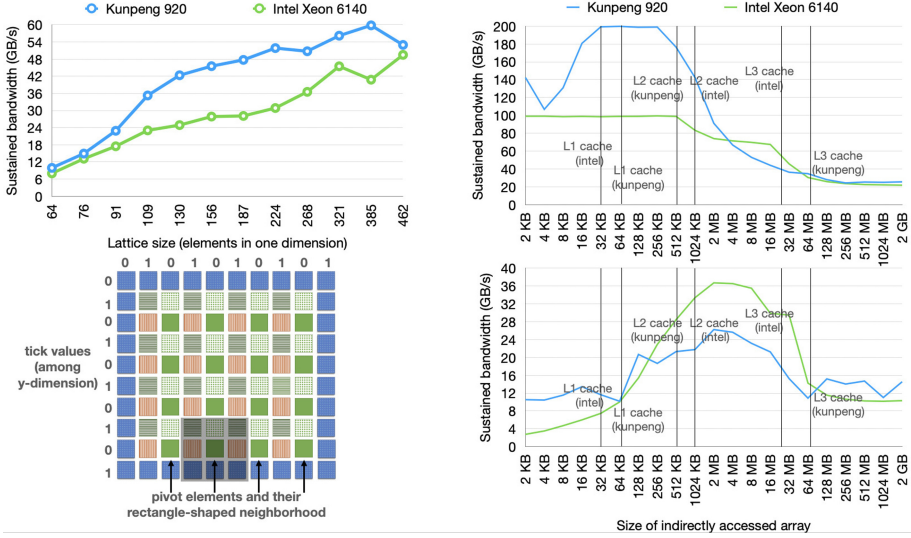 Kunpeng 920
Intel Xeon 6140
Sustained bandwidth (GB/s)
60
54
48
42
36
30
24
18
12
6
0
64
76
91
109
130
156
187
224
268
321
385
462
Lattice size (elements in one dimension)
0 1 0 1 0 1 0 1 0 1
0
1
0
1
0
1
0
1
0
1
tick values
(among
y-dimension)
pivot elements and their
rectangle-shaped neighborhood
Kunpeng 920
Intel Xeon 6140
Sustained bandwidth (GB/s)
200
180
160
140
120
100
80
60
40
20
0
L1 cache
(intel)
L1 cache
(kunpeng)
L2 cache
(kunpeng)
L2 cache
(intel)
L3 cache
(intel)
L3 cache
(kunpeng)
2 KB
4 KB
8 KB
16 KB
32 KB
64 KB
128 KB
256 KB
512 KB
1024 KB
2 MB
4 MB
8 MB
16 MB
32 MB
64 MB
128 MB
256 MB
512 MB
1024 MB
2 GB
Sustained bandwidth (GB/s)
40
36
32
28
24
20
16
12
8
4
0
L1 cache
(intel)
L1 cache
(kunpeng)
L2 cache
(kunpeng)
L2 cache
(intel)
L3 cache
(intel)
L3 cache
(kunpeng)
2 KB
4 KB
8 KB
16 KB
32 KB
64 KB
128 KB
256 KB
512 KB
1024 KB
2 MB
4 MB
8 MB
16 MB
32 MB
64 MB
128 MB
256 MB
512 MB
1024 MB
2 GB
Size of indirectly accessed array